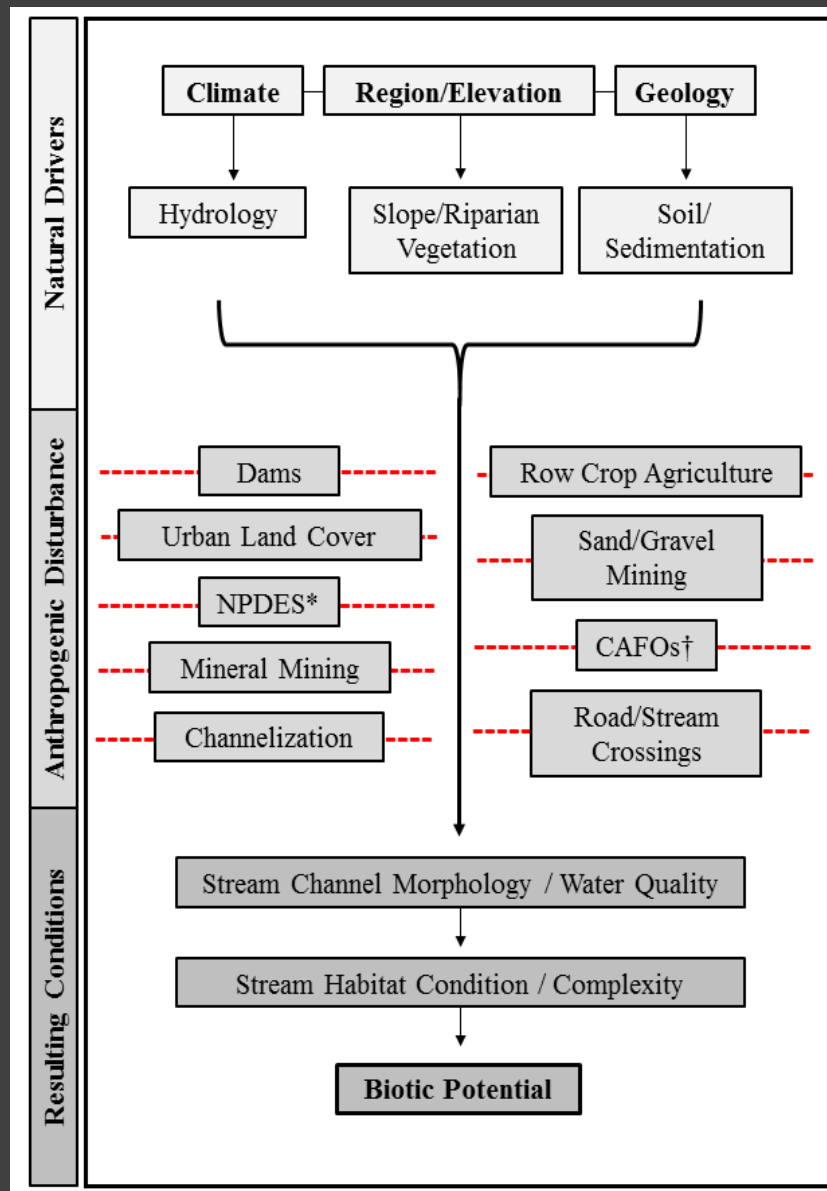 Natural Drivers
Climate
Region/Elevation
Geology
Hydrology
Slope/Riparian
Vegetation
Soil/
Sedimentation
Anthropogenic Disturbance
Dams
Urban Land Cover
NPDES*
Mineral Mining
Channelization
Row Crop Agriculture
Sand/Gravel
Mining
CAFOs†
Road/Stream
Crossings
Resulting Conditions
Stream Channel Morphology / Water Quality
Stream Habitat Condition / Complexity
Biotic Potential